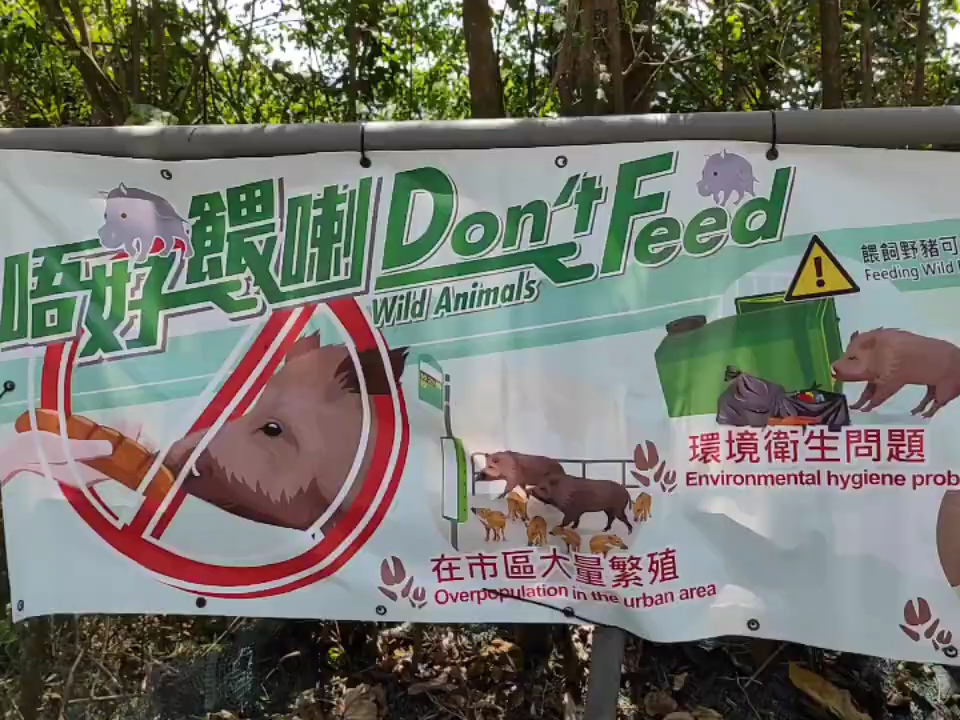 唔好餵喇 Don't Feed
Wild Animals
餵飼野豬可
Feeding Wild
環境衛生問題
Environmental hygiene prob
在市區大量繁殖
Overpopulation in the urban area